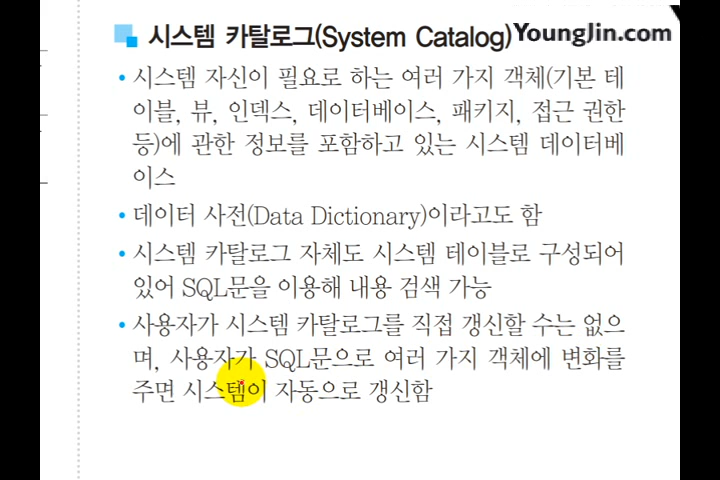 시스템 카탈로그(System Catalog)
YoungJin.com
• 시스템 자신이 필요로 하는 여러 가지 객체(기본 테
이블, 뷰, 인덱스, 데이터베이스, 패키지, 접근 권한
등)에 관한 정보를 포함하고 있는 시스템 데이터베
이스
• 데이터 사전(Data Dictionary)이라고도 함
• 시스템 카탈로그 자체도 시스템 테이블로 구성되어
있어 SQL문을 이용해 내용 검색 가능
• 사용자가 시스템 카탈로그를 직접 갱신할 수는 없으
며, 사용자가 SQL문으로 여러 가지 객체에 변화를
주면 시스템이 자동으로 갱신함